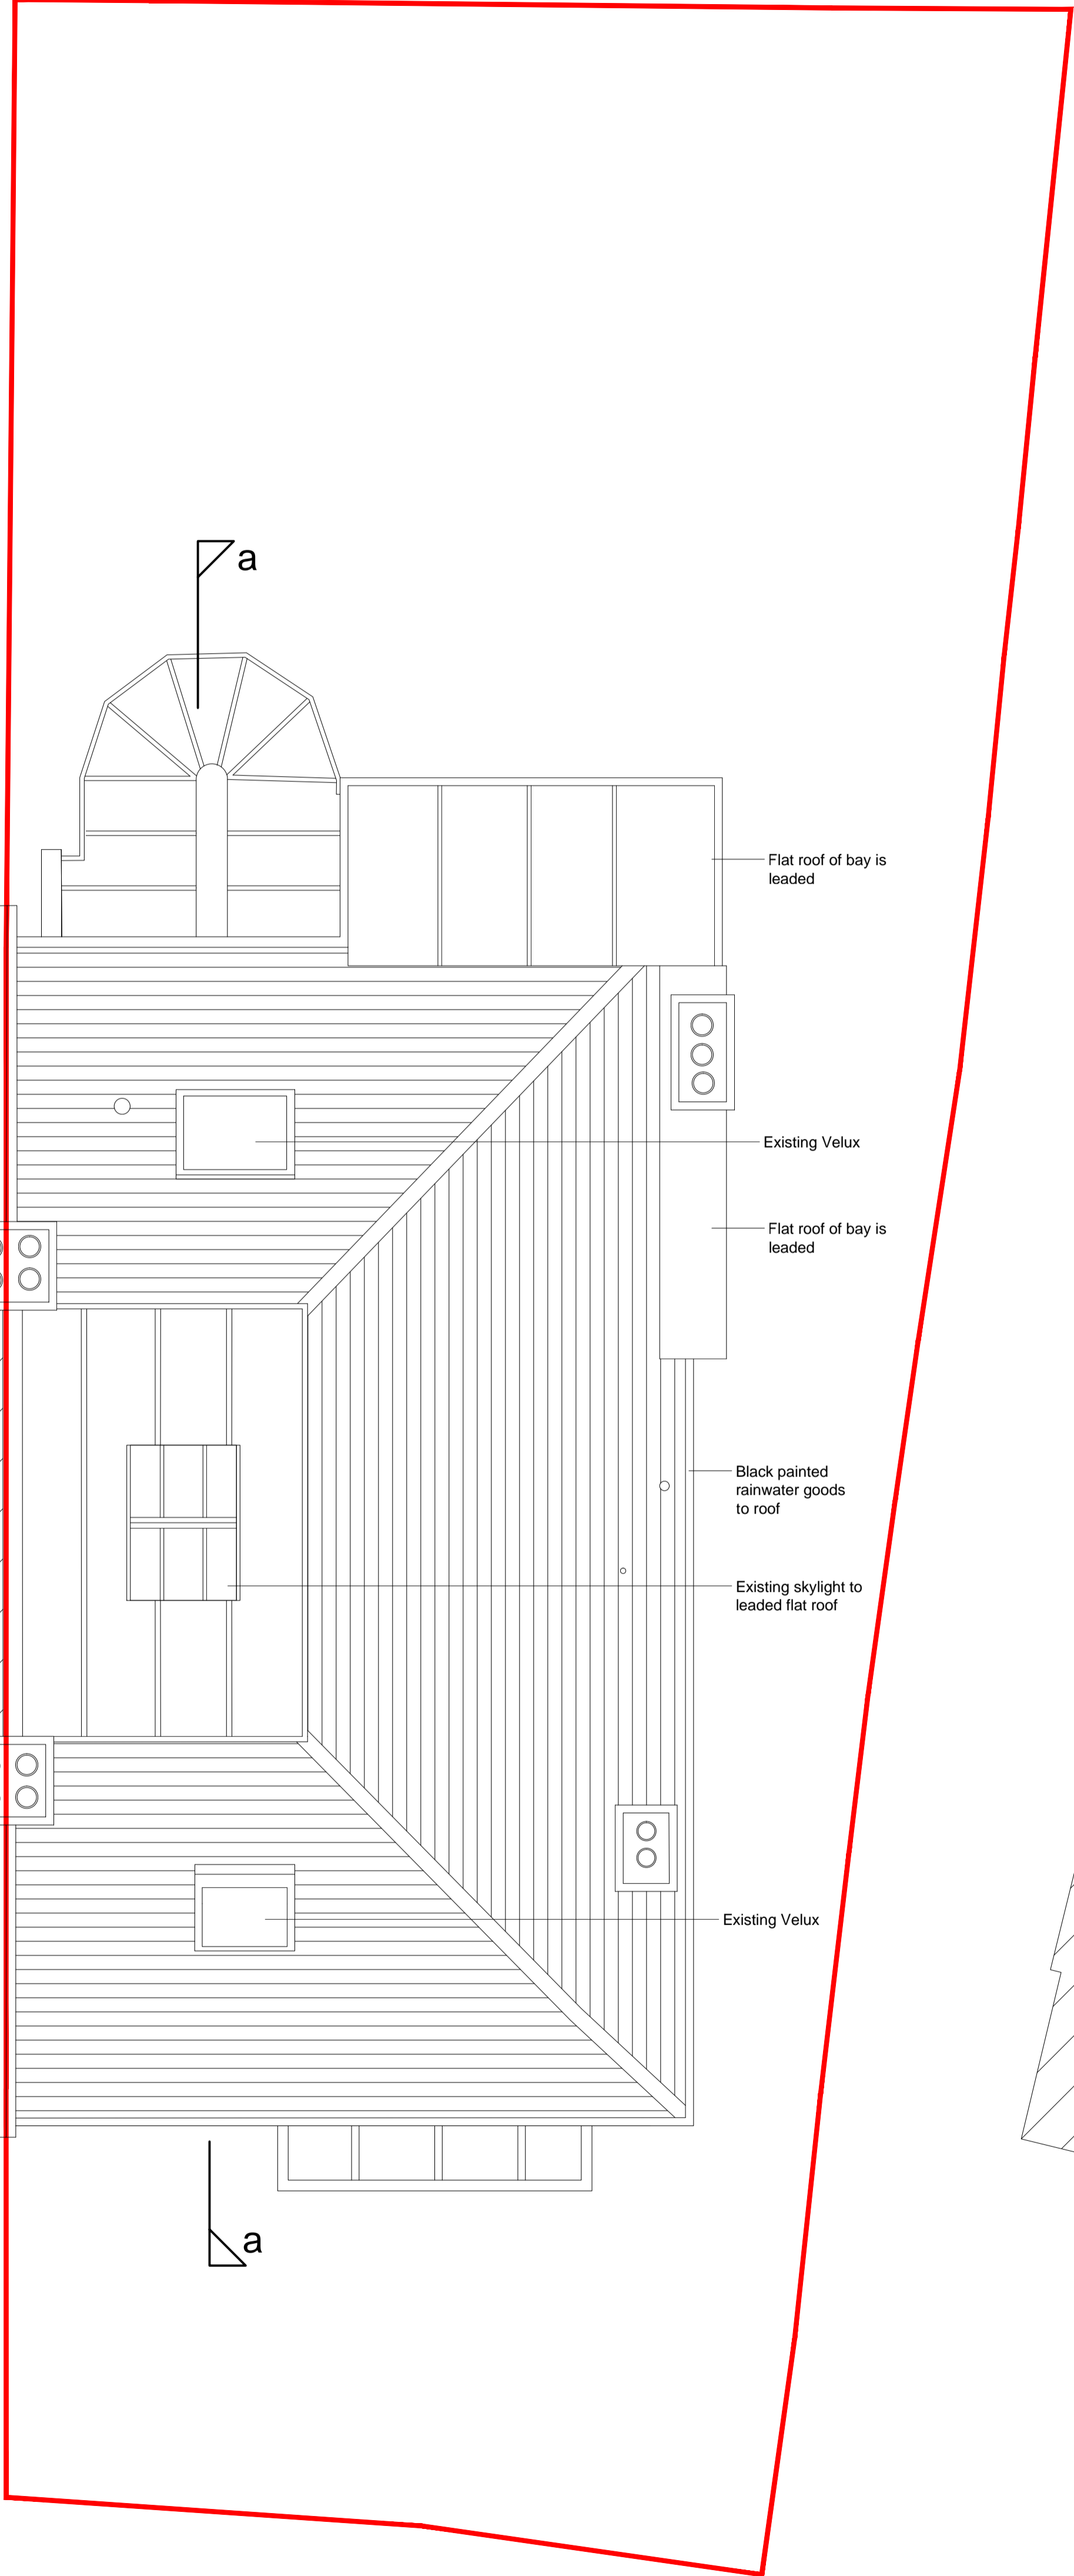 a
Flat roof of bay is
leaded
Existing Velux
Flat roof of bay is
leaded
Black painted
rainwater goods
to roof
Existing skylight to
leaded flat roof
Existing Velux
a